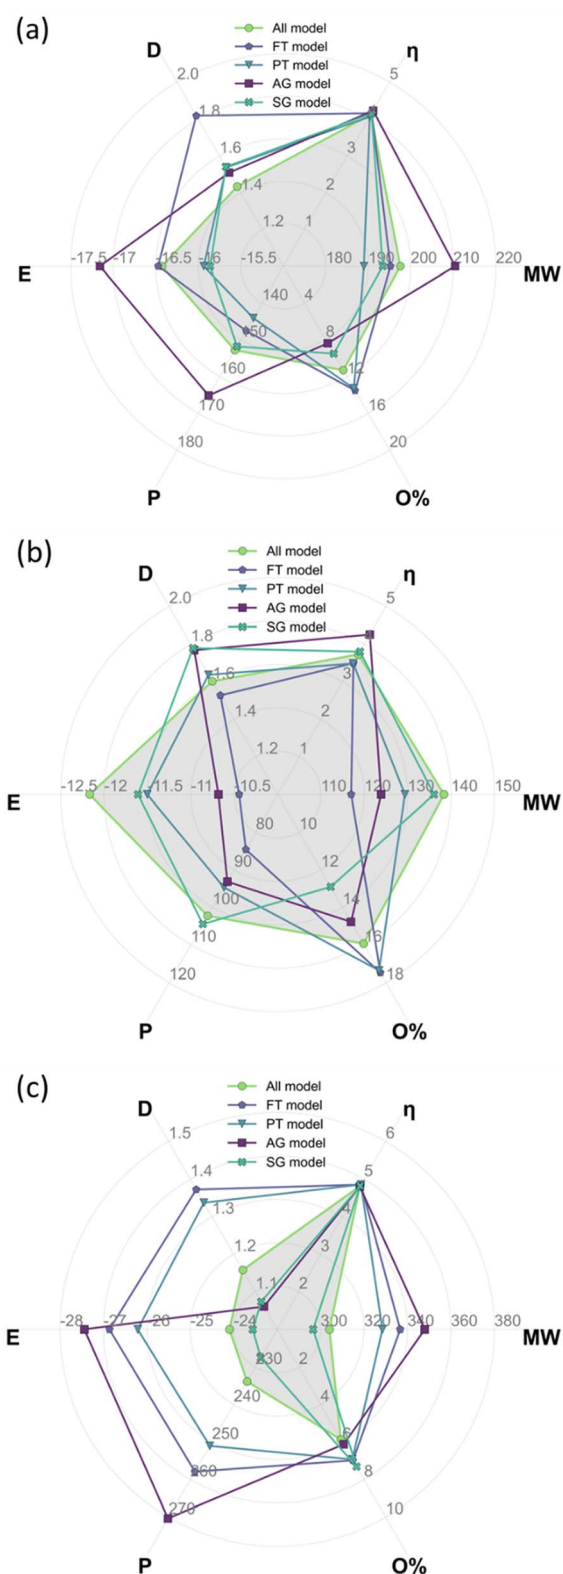 (a)
All model
FT model
PT model
AG model
SG model
D
η
2.0
5
1.8
1.6
3
1.4
2
1.2
1
-17.5
-17
-16.5
-16
-15.5
180
190
200
210
220
E
MW
140
4
50
8
160
12
170
16
180
20
P
O%
(b)
All model
FT model
PT model
AG model
SG model
D
η
2.0
5
1.8
1.6
3
1.4
2
1.2
1
-12.5
-12
-11.5
-11
-10.5
110
120
130
140
150
E
MW
80
10
90
12
100
14
110
16
120
18
P
O%
(c)
All model
FT model
PT model
AG model
SG model
D
η
1.5
6
1.4
5
1.3
4
1.2
3
1.1
2
-28
-27
-26
-25
-24
300
320
340
360
380
E
MW
230
2
240
4
250
6
260
8
270
10
P
O%